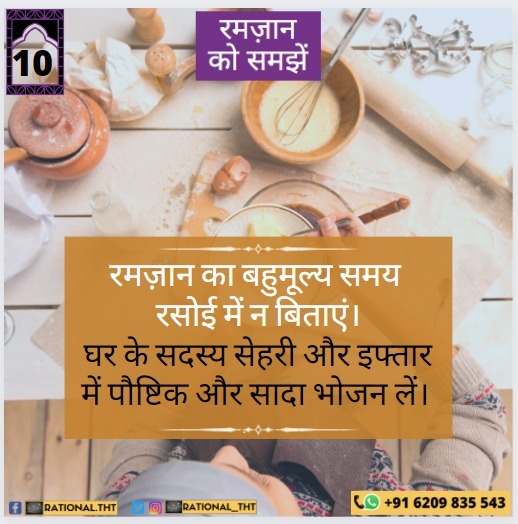 10
रमज़ान
को समझें
रमज़ान का बहुमूल्य समय
रसोई में न बिताएं।
घर के सदस्य सेहरी और इफ्तार
में पौष्टिक और सादा भोजन लें।
RATIONAL.THT
RATIONAL_THT
+91 6209 835 543